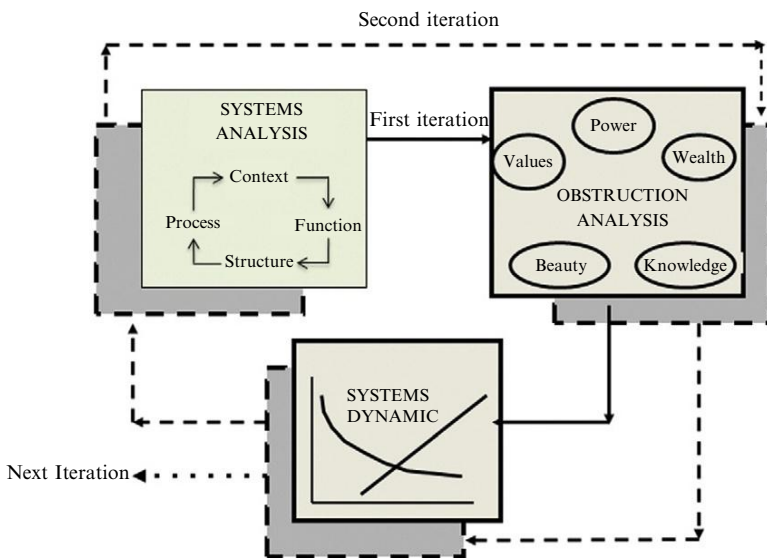 Second iteration
SYSTEMS
ANALYSIS
Context
Process
Function
Structure
First iteration
Power
Values
Wealth
OBSTRUCTION
ANALYSIS
Beauty
Knowledge
SYSTEMS
DYNAMIC
Next Iteration